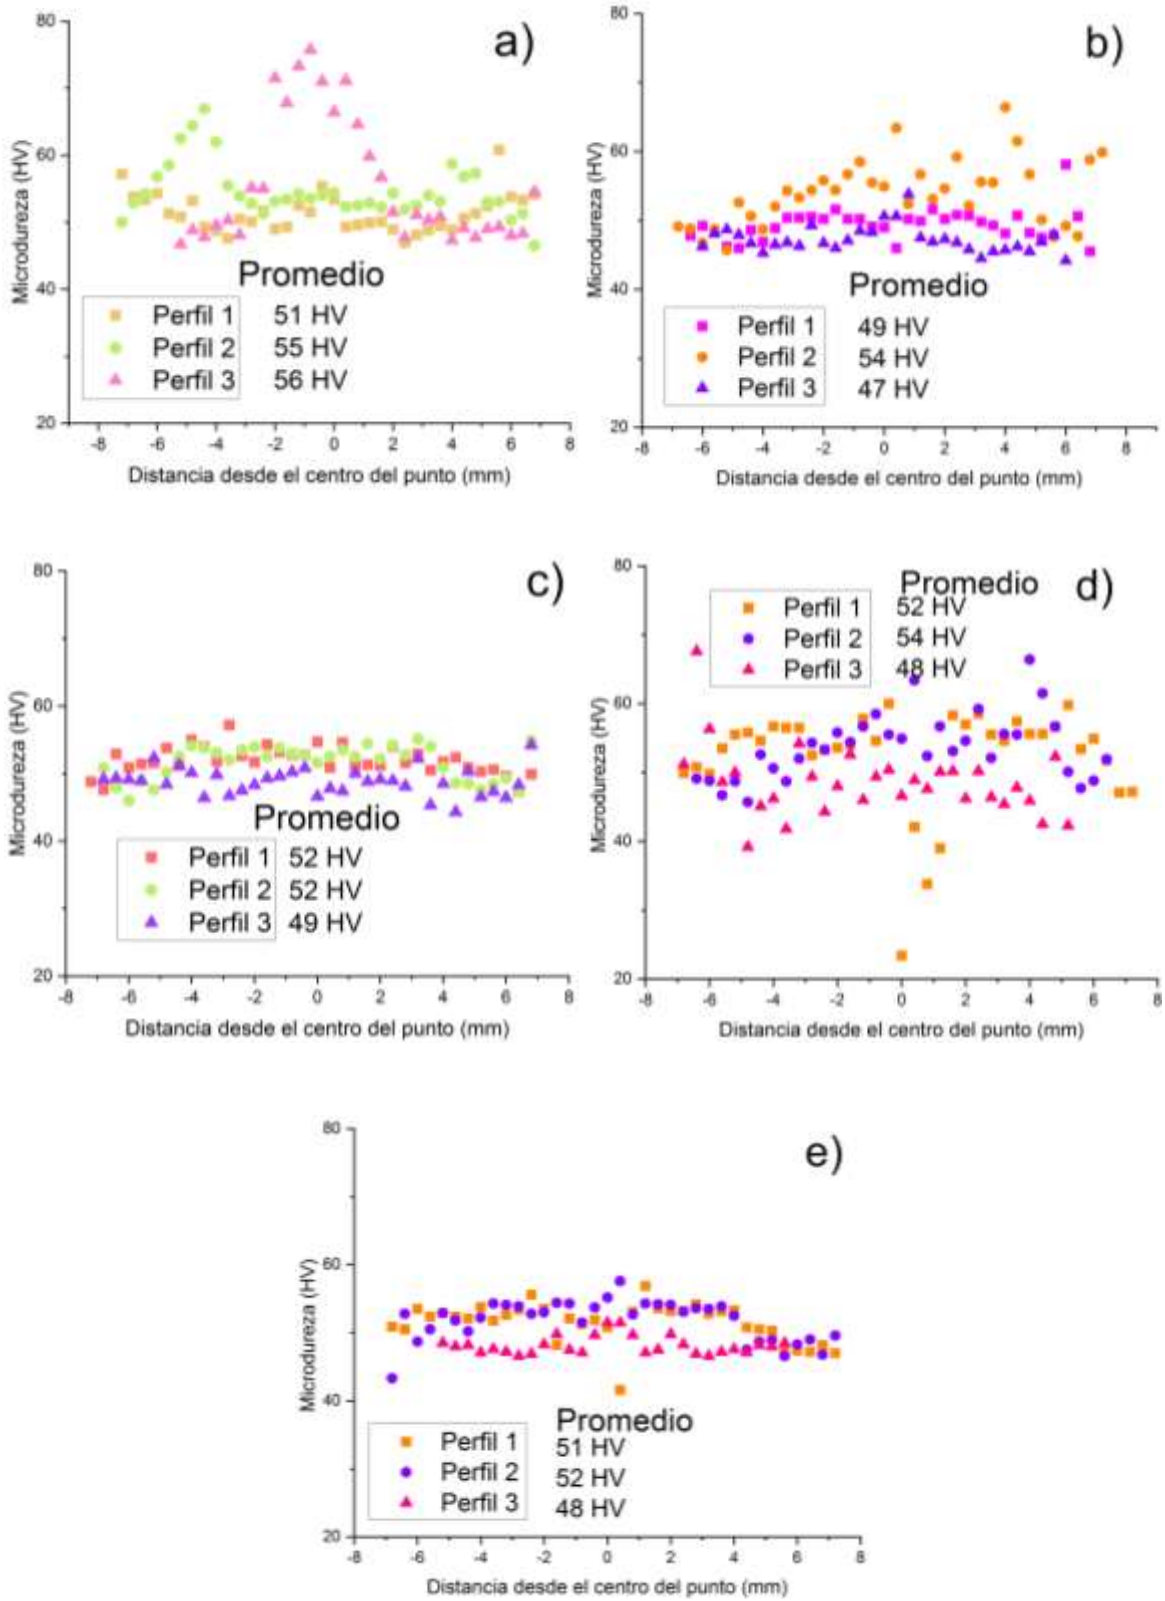 a)
80
60
40
20
Microdureza (HV)
Promedio
Perfil 1 51 HV
Perfil 2 55 HV
Perfil 3 56 HV
-8 -6 -4 -2 0 2 4 6 8
Distancia desde el centro del punto (mm)
b)
80
60
40
20
Microdureza (HV)
Promedio
Perfil 1 49 HV
Perfil 2 54 HV
Perfil 3 47 HV
-8 -6 -4 -2 0 2 4 6 8
Distancia desde el centro del punto (mm)
c)
80
60
40
20
Microdureza (HV)
Promedio
Perfil 1 52 HV
Perfil 2 52 HV
Perfil 3 49 HV
-8 -6 -4 -2 0 2 4 6 8
Distancia desde el centro del punto (mm)
d)
80
60
40
20
Microdureza (HV)
Promedio
Perfil 1 52 HV
Perfil 2 54 HV
Perfil 3 48 HV
-8 -6 -4 -2 0 2 4 6 8
Distancia desde el centro del punto (mm)
e)
80
60
40
20
Microdureza (HV)
Promedio
Perfil 1 51 HV
Perfil 2 52 HV
Perfil 3 48 HV
-8 -6 -4 -2 0 2 4 6 8
Distancia desde el centro del punto (mm)